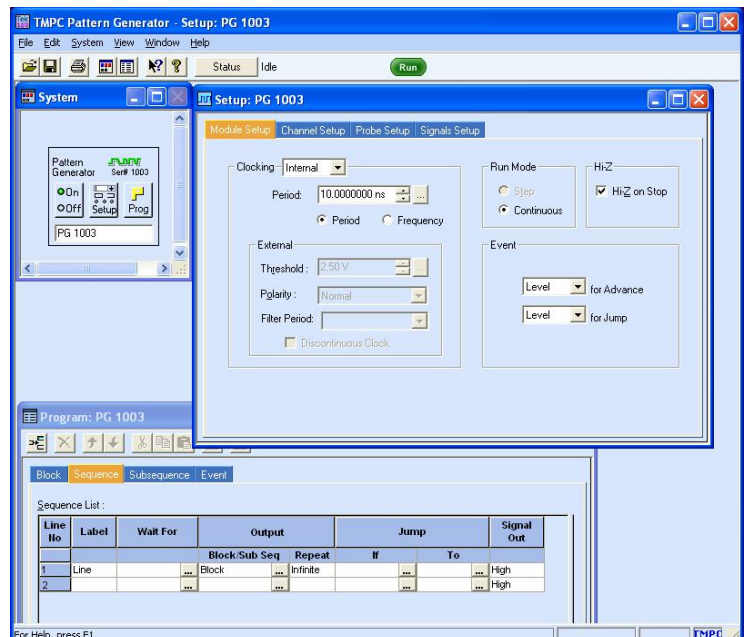 TMPC Pattern Generator - Setup: PG 1003
File Edit System View Window Help
Status Idle Run
System
Pattern Generator Ser# 1003
On
Off Setup Prog
PG 1003
Setup: PG 1003
Module Setup Channel Setup Probe Setup Signals Setup
Clocking Internal
Period: 10.0000000 ns ...
Period Frequency
External
Threshold : 2.50 V ...
Polarity : Normal
Filter Period:
Discontinuous Clock
Run Mode
Step
Continuous
Hi-Z
Hi-Z on Stop
Event
Level for Advance
Level for Jump
Program: PG 1003
Block Sequence Subsequence Event
Sequence List :
Line No Label Wait For Output Jump Signal Out
Block/Sub Seq Repeat If To
1 Line ... Block ... Infinite ... ... High
2 ... ... ... ... High
For Help, press F1
TMPC